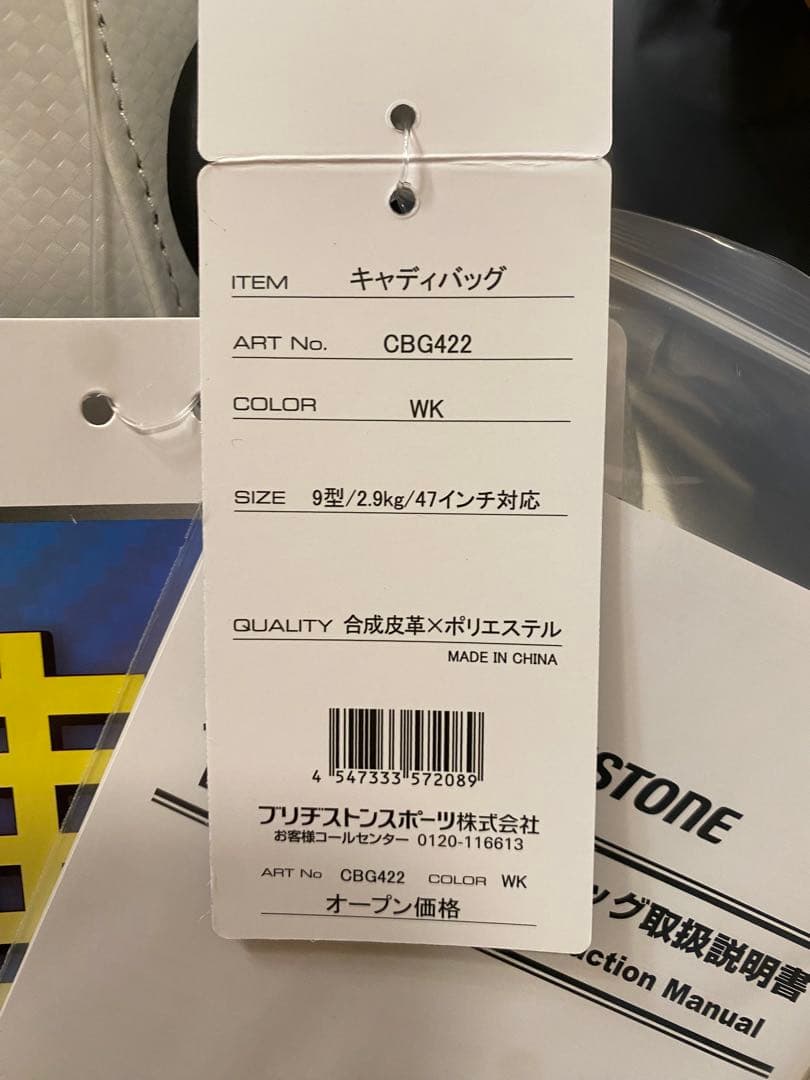 ITEM キャディバッグ
ART No. CBG422
COLOR WK
SIZE 9型/2.9kg/47インチ対応
QUALITY 合成皮革×ポリエステル
MADE IN CHINA
4 547333 572089
ブリヂストンスポーツ株式会社
お客様コールセンター 0120-116613
ART No CBG422 COLOR WK
オープン価格
STONE
ッグ取扱説明書
uction Manual